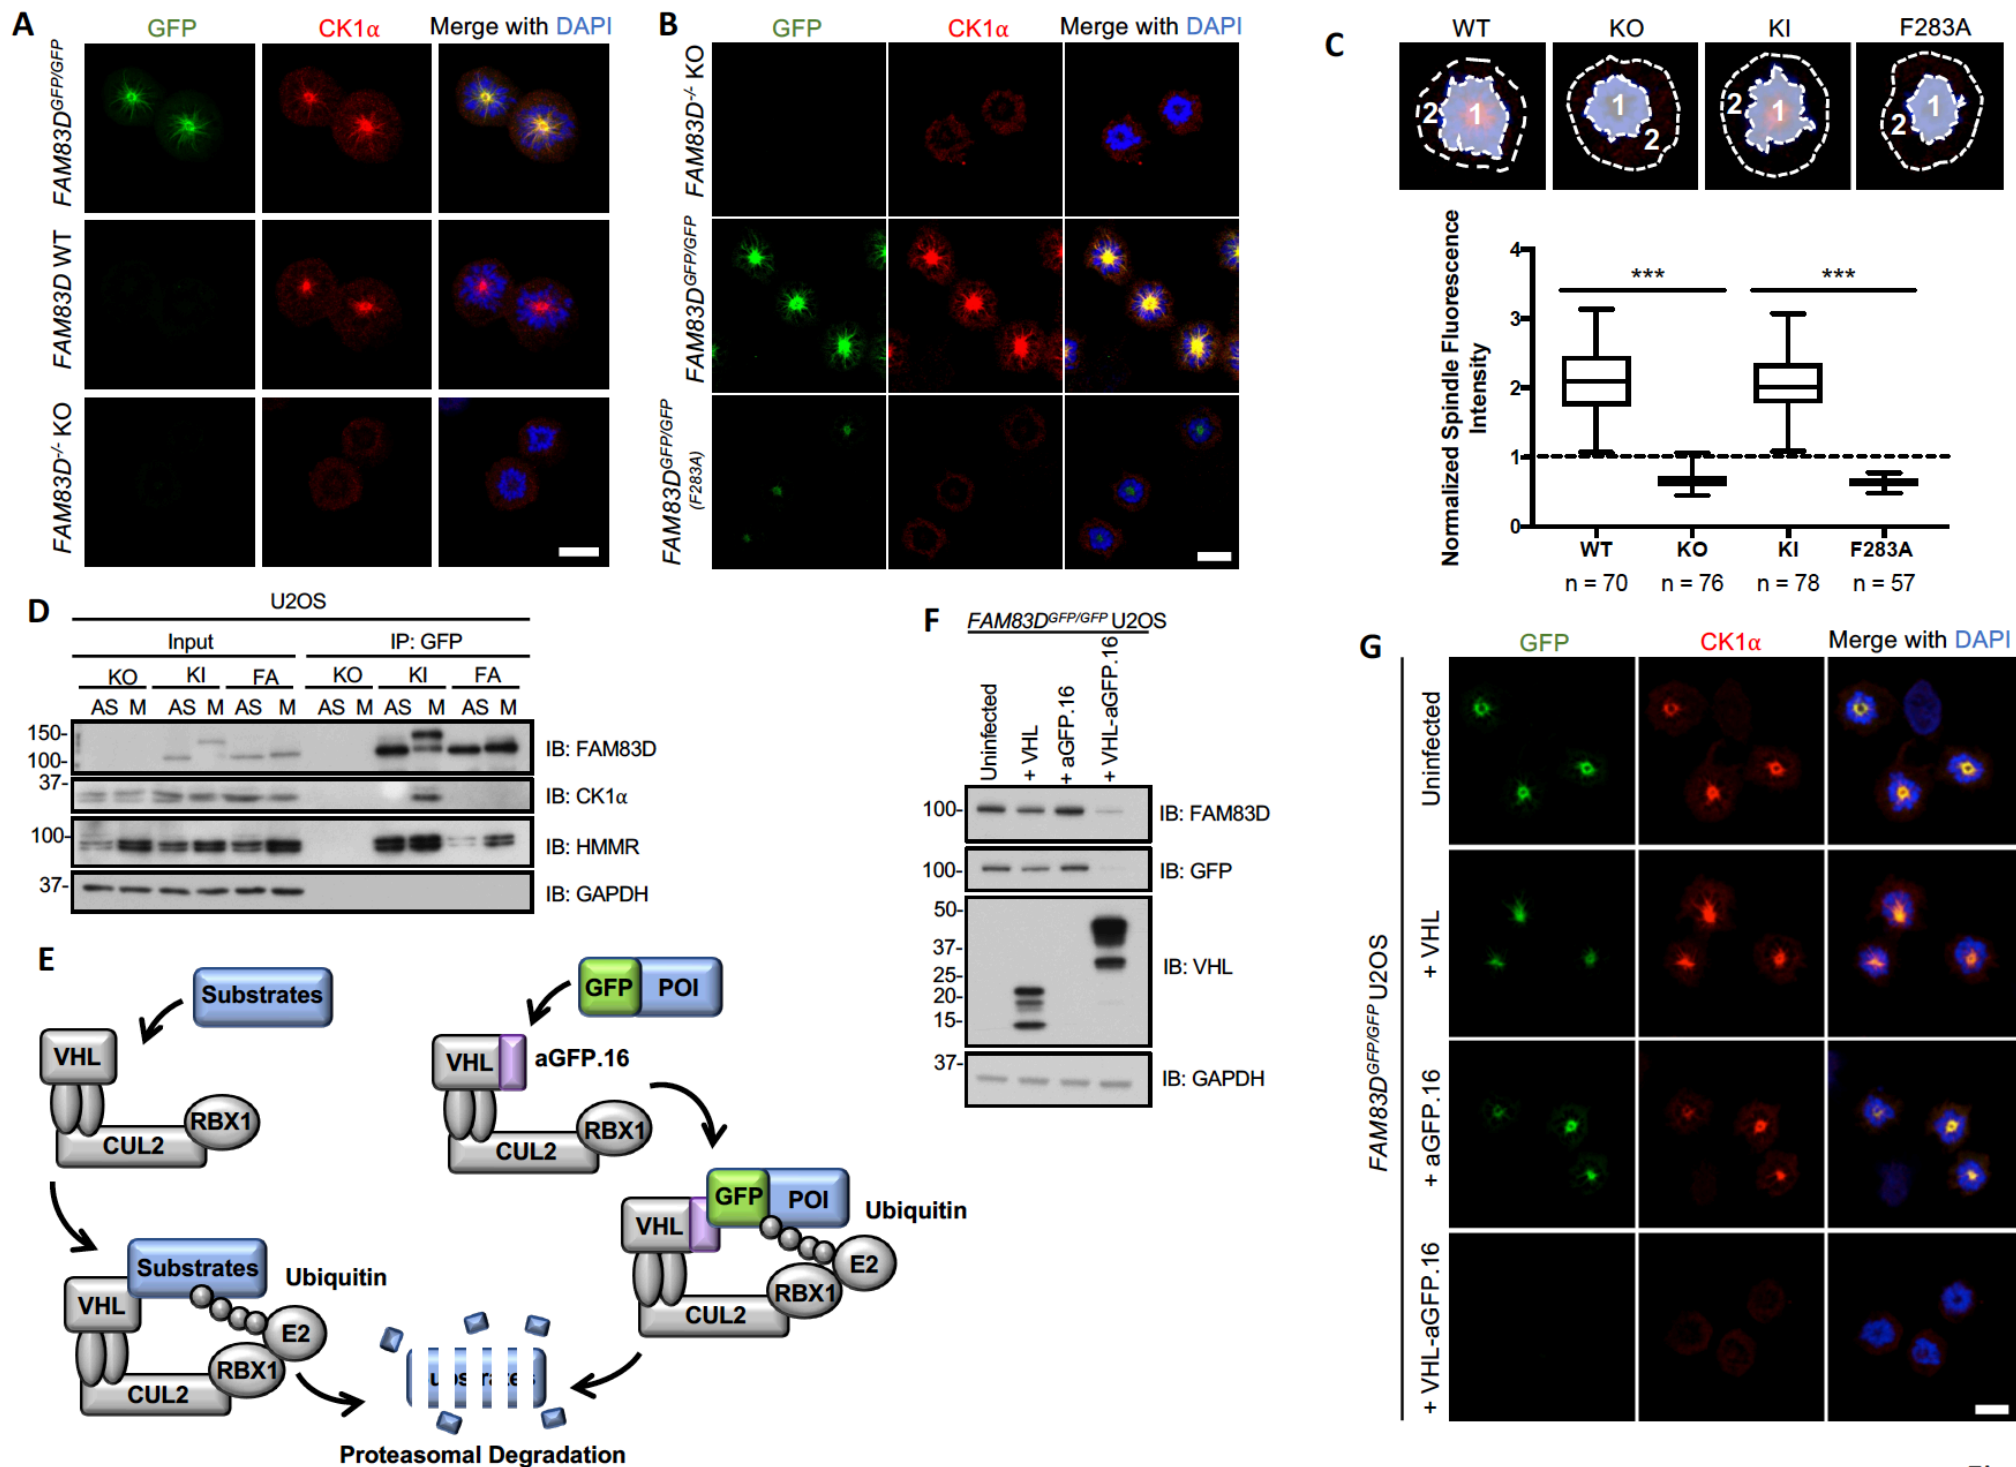 A
GFP
CK1α
Merge with DAPI
FAM83D^GFP/GFP
FAM83D WT
FAM83D^-/- KO
B
GFP
CK1α
Merge with DAPI
FAM83D^-/- KO
FAM83D^GFP/GFP
FAM83D^GFP/GFP
(F283A)
C
WT
KO
KI
F283A
2
1
1
2
2
1
2
1
Normalized Spindle Fluorescence
Intensity
4
3
2
1
0
***
***
WT
KO
KI
F283A
n = 70
n = 76
n = 78
n = 57
D
U2OS
Input
IP: GFP
KO
KI
FA
KO
KI
FA
AS M AS M AS M AS M AS M AS M
150-
100-
IB: FAM83D
37-
IB: CK1α
100-
IB: HMMR
37-
IB: GAPDH
E
Substrates
VHL
CUL2
RBX1
Substrates
Ubiquitin
VHL
E2
RBX1
CUL2
GFP
POI
VHL
aGFP.16
RBX1
CUL2
GFP
POI
Ubiquitin
VHL
E2
RBX1
CUL2
Proteasomal Degradation
F
FAM83D^GFP/GFP U2OS
Uninfected
+ VHL
+ aGFP.16
+ VHL-aGFP.16
100-
IB: FAM83D
100-
IB: GFP
50-
37-
25-
20-
15-
IB: VHL
37-
IB: GAPDH
G
GFP
CK1α
Merge with DAPI
FAM83D^GFP/GFP U2OS
Uninfected
+ VHL
+ aGFP.16
+ VHL-aGFP.16